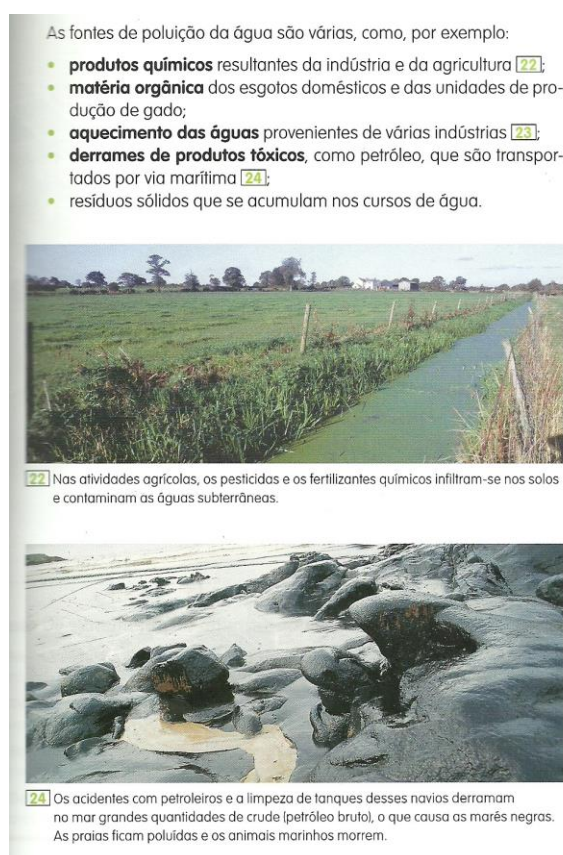 As fontes de poluição da água são várias, como, por exemplo:
• produtos químicos resultantes da indústria e da agricultura 22;
• matéria orgânica dos esgotos domésticos e das unidades de pro-
dução de gado;
• aquecimento das águas provenientes de várias indústrias 23;
• derrames de produtos tóxicos, como petróleo, que são transpor-
tados por via marítima 24;
• resíduos sólidos que se acumulam nos cursos de água.
22 Nas atividades agrícolas, os pesticidas e os fertilizantes químicos infiltram-se nos solos
e contaminam as águas subterrâneas.
24 Os acidentes com petroleiros e a limpeza de tanques desses navios derramam
no mar grandes quantidades de crude (petróleo bruto), o que causa as marés negras.
As praias ficam poluídas e os animais marinhos morrem.